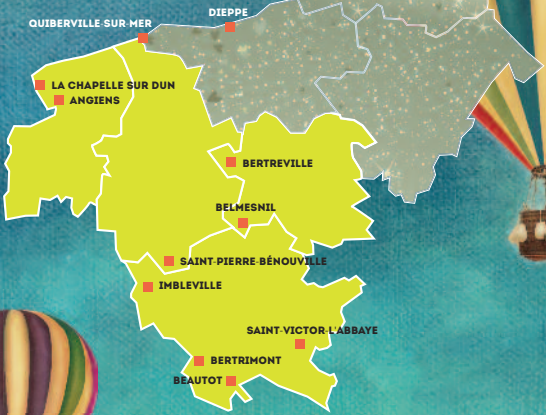 DIEPPE
QUIBERVILLE-SUR-MER
LA CHAPELLE SUR DUN
ANGIENS
BERTREVILLE
BELMESNIL
SAINT-PIERRE-BÉNOUVILLE
IMBLEVILLE
SAINT-VICTOR-L'ABBAYE
BERTRIMONT
BEAUTOT